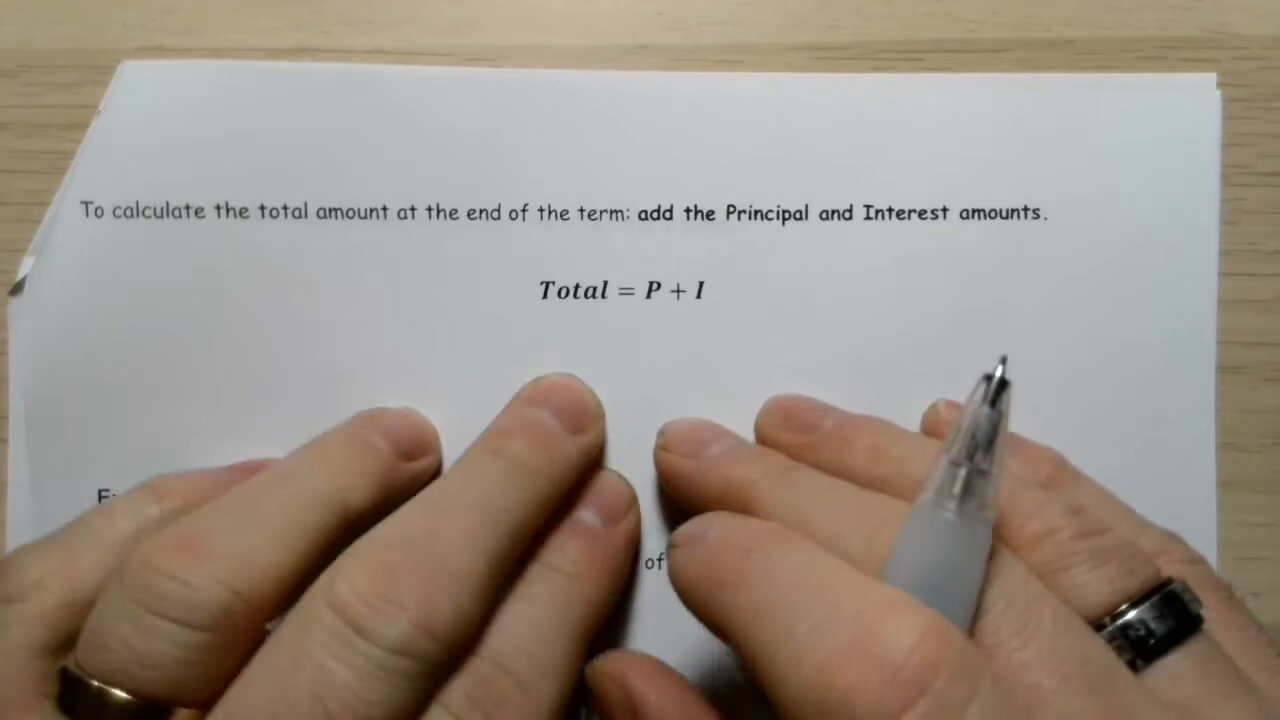 To calculate the total amount at the end of the term: add the Principal and Interest amounts.
Total = P + I
of